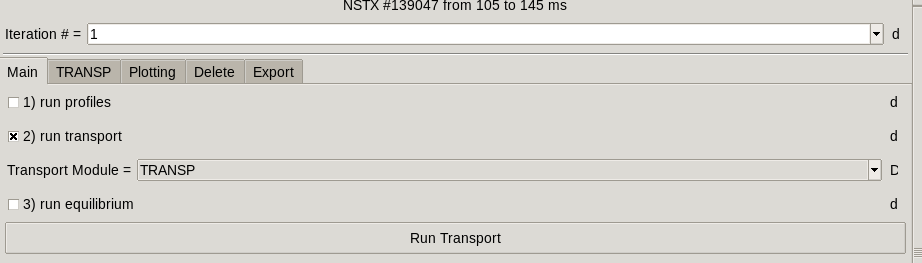 NSTX #139047 from 105 to 145 ms
Iteration # = 1 d
Main TRANSP Plotting Delete Export
1) run profiles d
2) run transport d
Transport Module = TRANSP D
3) run equilibrium d
Run Transport